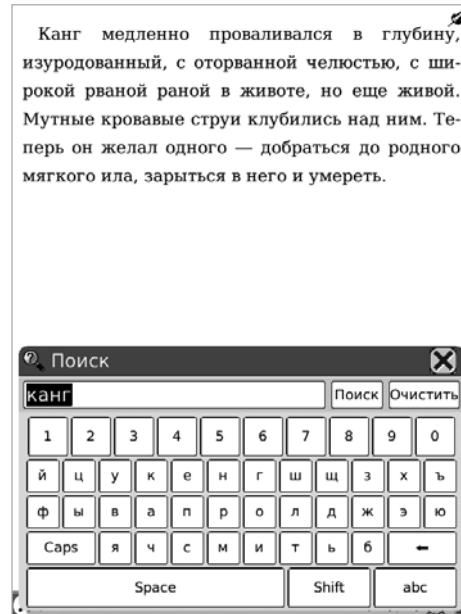 Канг медленно проваливался в глубину,
изуродованный, с оторванной челюстью, с ши-
рокой рваной раной в животе, но еще живой.
Мутные кровавые струи клубились над ним. Те-
перь он желал одного — добраться до родного
мягкого ила, зарыться в него и умереть.
Поиск
канг Поиск Очистить
1 2 3 4 5 6 7 8 9 0
й ц у к е н г ш щ з х ъ
ф ы в а п р о л д ж э ю
Caps я ч с м и т ь б ←
Space Shift abc